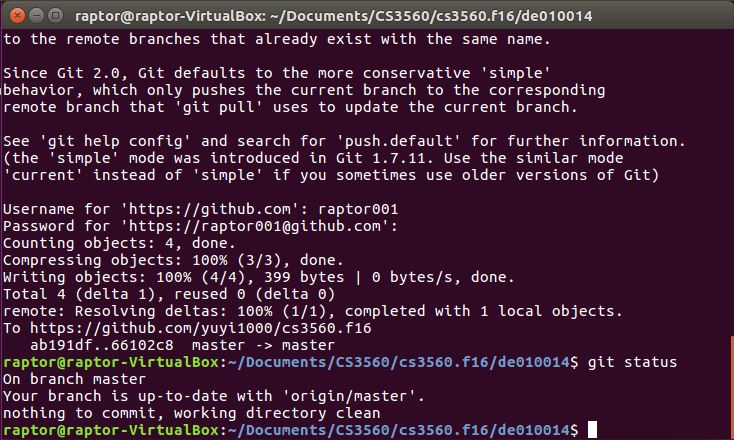 raptor@raptor-VirtualBox: ~/Documents/CS3560/cs3560.f16/de010014
to the remote branches that already exist with the same name.
Since Git 2.0, Git defaults to the more conservative 'simple'
behavior, which only pushes the current branch to the corresponding
remote branch that 'git pull' uses to update the current branch.
See 'git help config' and search for 'push.default' for further information.
(the 'simple' mode was introduced in Git 1.7.11. Use the similar mode
'current' instead of 'simple' if you sometimes use older versions of Git)
Username for 'https://github.com': raptor001
Password for 'https://raptor001@github.com':
Counting objects: 4, done.
Compressing objects: 100% (3/3), done.
Writing objects: 100% (4/4), 399 bytes | 0 bytes/s, done.
Total 4 (delta 1), reused 0 (delta 0)
remote: Resolving deltas: 100% (1/1), completed with 1 local objects.
To https://github.com/yuyi1000/cs3560.f16
   ab191df..66102c8  master -> master
raptor@raptor-VirtualBox:~/Documents/CS3560/cs3560.f16/de010014$ git status
On branch master
Your branch is up-to-date with 'origin/master'.
nothing to commit, working directory clean
raptor@raptor-VirtualBox:~/Documents/CS3560/cs3560.f16/de010014$